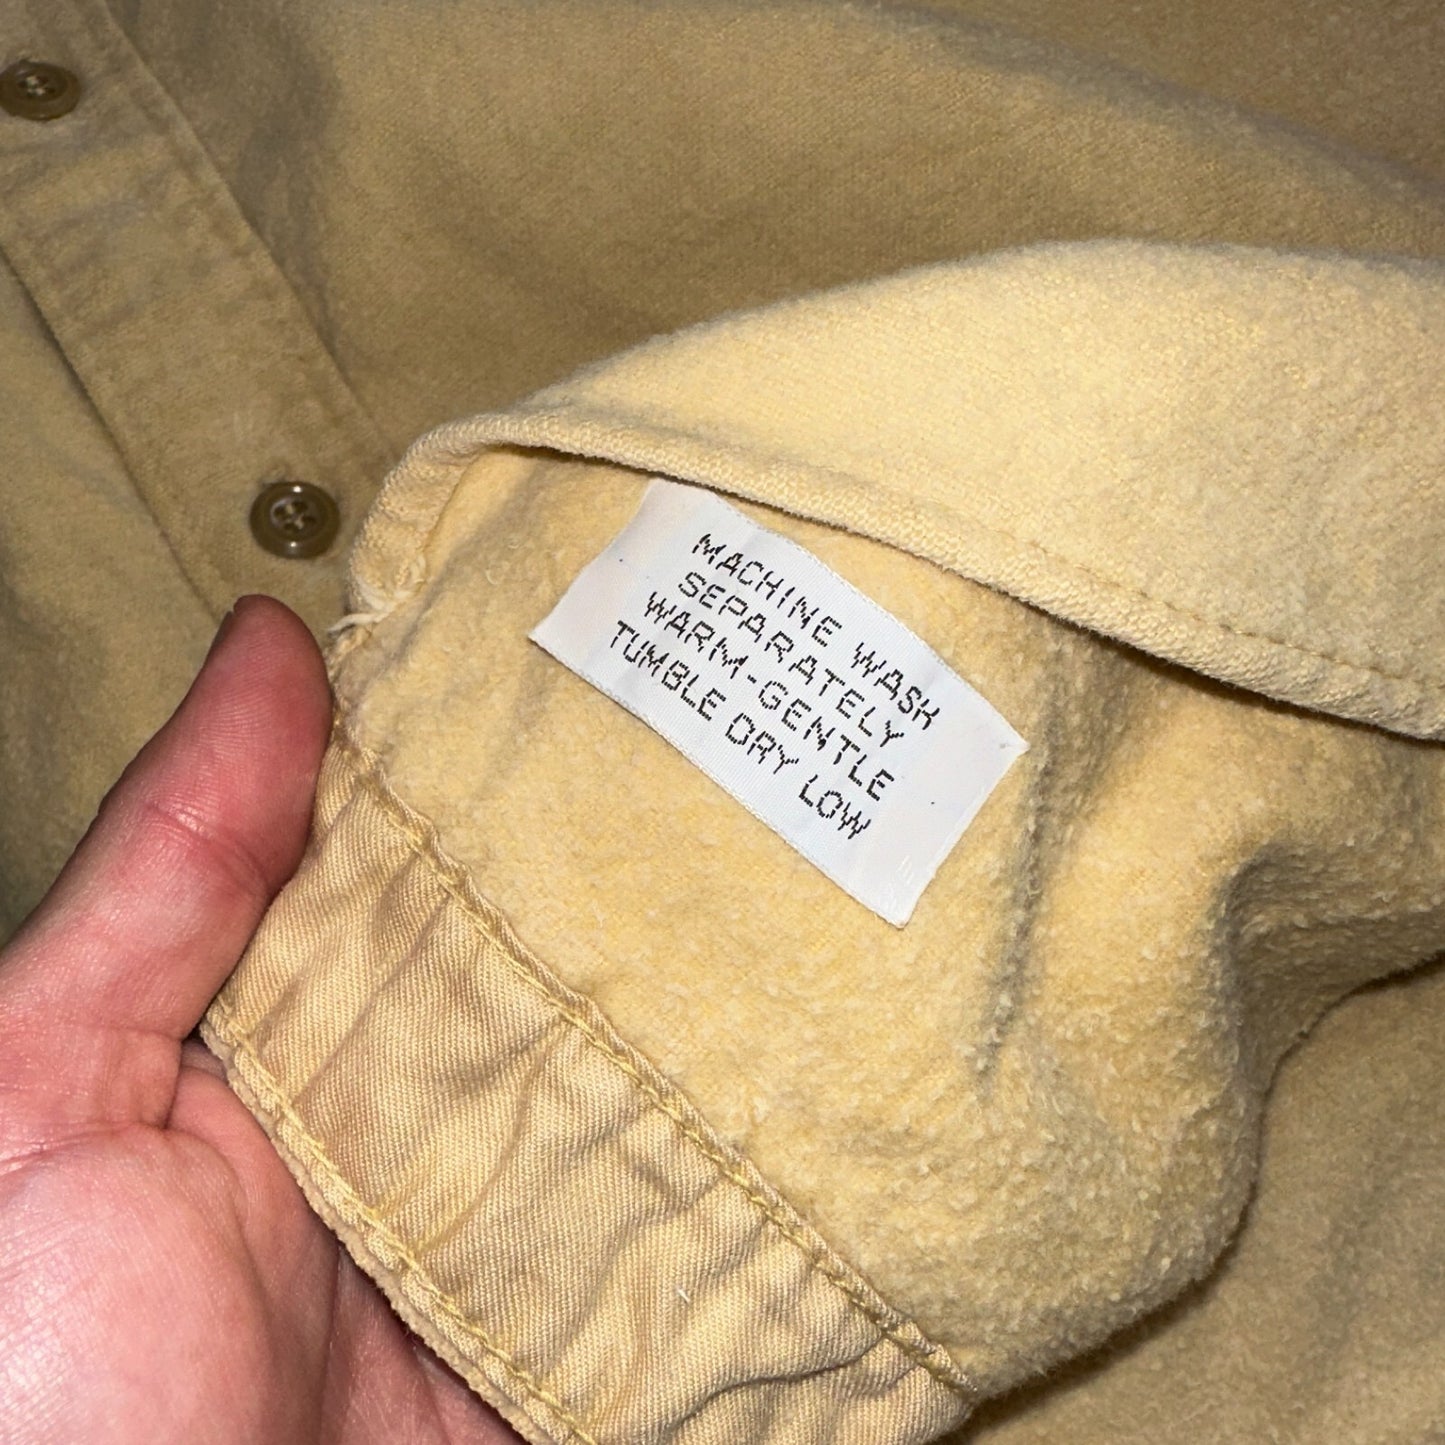 MACHINE WASH
SEPARATELY
WARM-GENTLE
TUMBLE DRY LOW